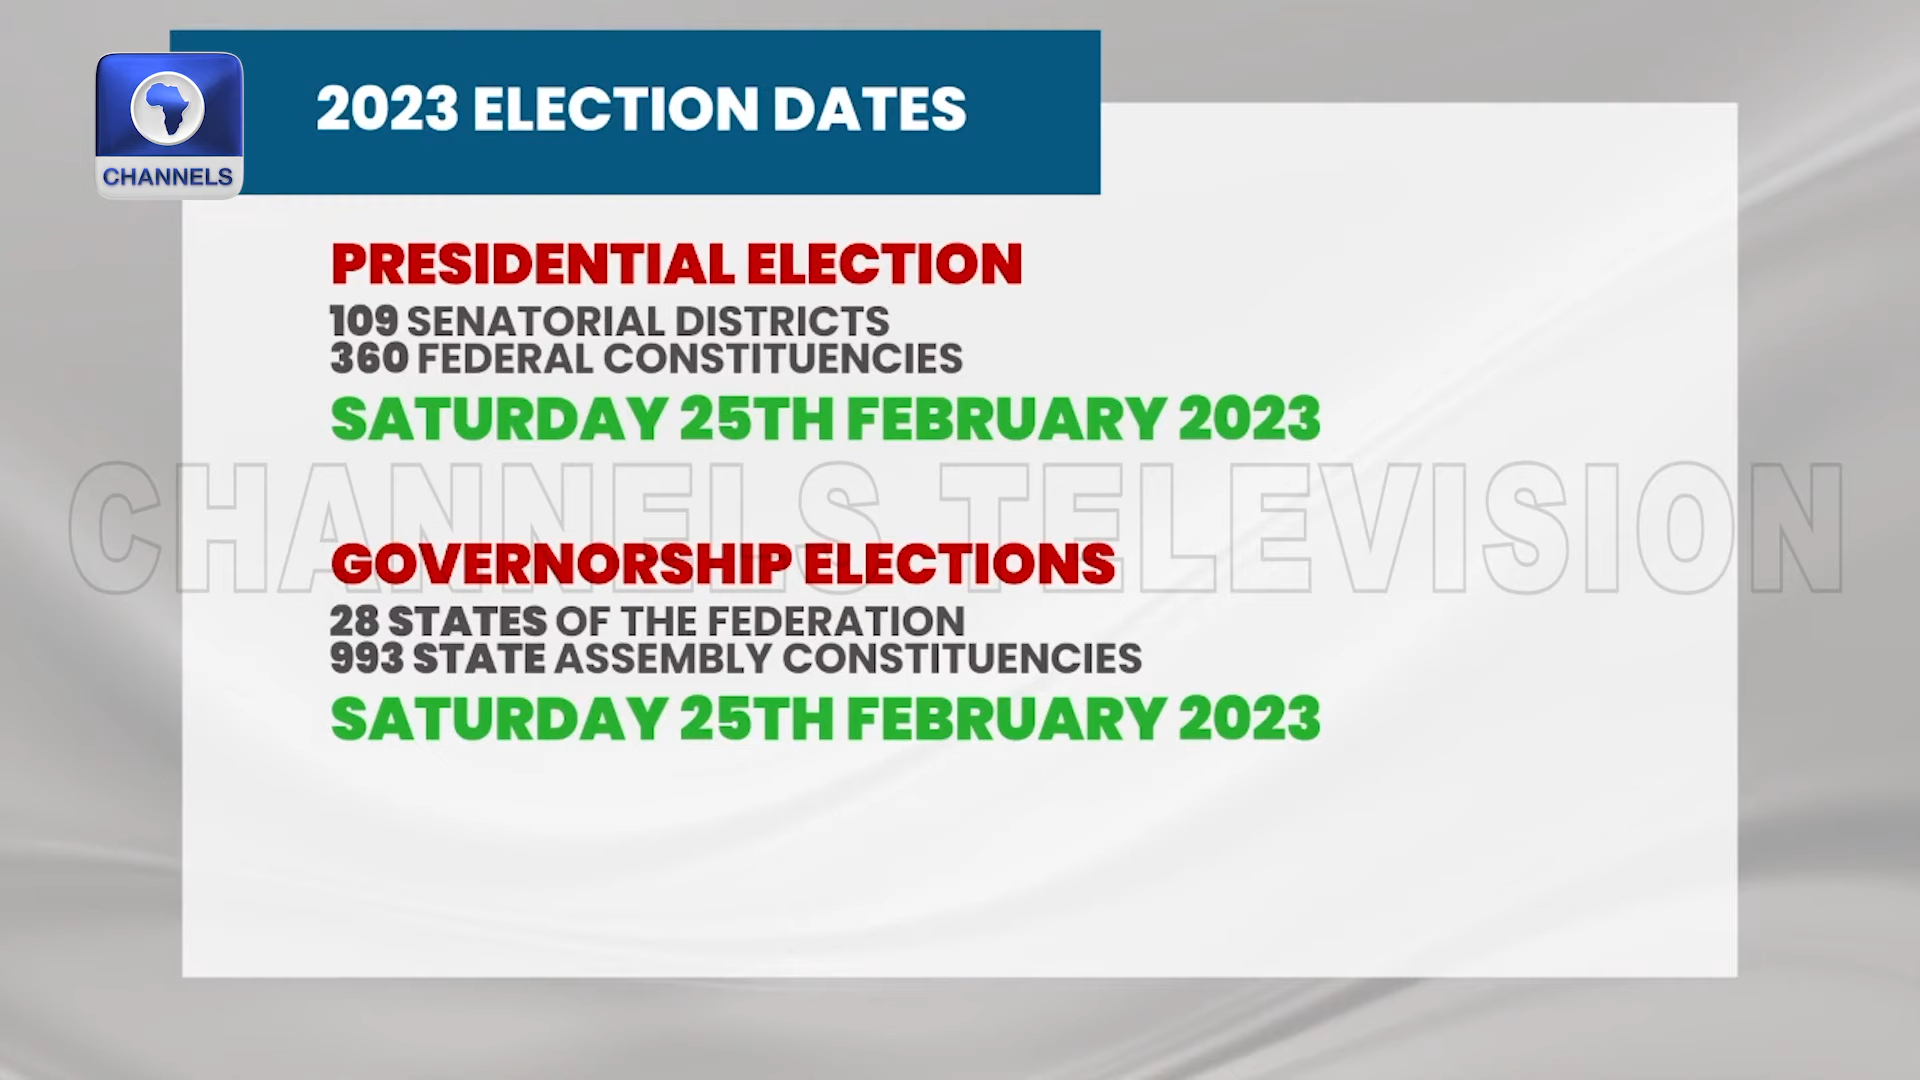 CHANNELS
2023 ELECTION DATES
PRESIDENTIAL ELECTION
109 SENATORIAL DISTRICTS
360 FEDERAL CONSTITUENCIES
SATURDAY 25TH FEBRUARY 2023
CHANNELS TELEVISION
GOVERNORSHIP ELECTIONS
28 STATES OF THE FEDERATION
993 STATE ASSEMBLY CONSTITUENCIES
SATURDAY 25TH FEBRUARY 2023